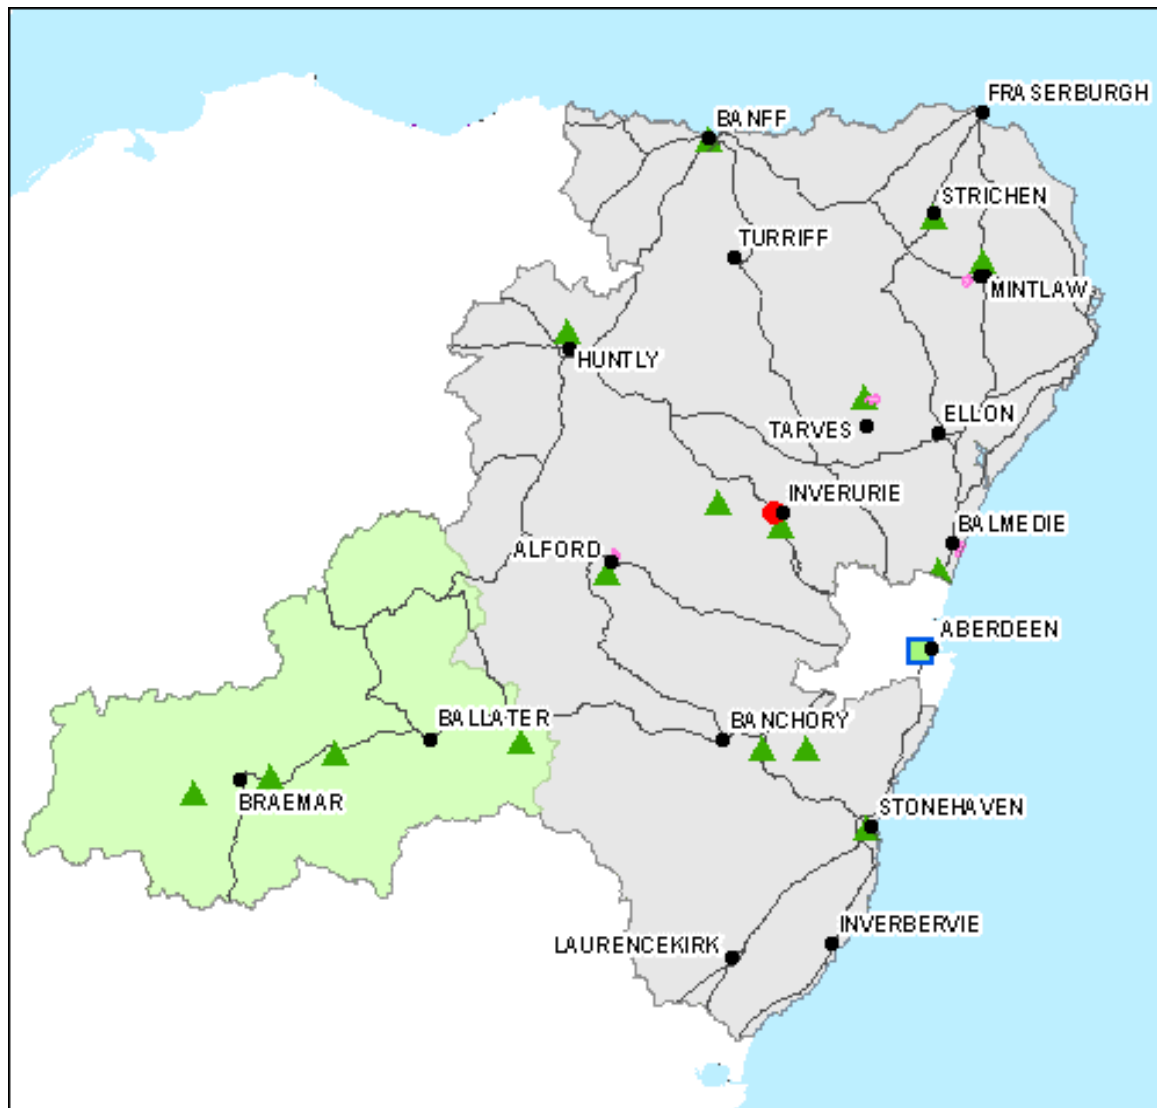 FRASERBURGH
BANFF
STRICHEN
TURRIFF
MINTLAW
HUNTLY
ELLON
TARVES
INVERURIE
BALMEDIE
ALFORD
ABERDEEN
BALLATER
BANCHORY
BRAEMAR
STONEHAVEN
INVERBERVIE
LAURENCEKIRK